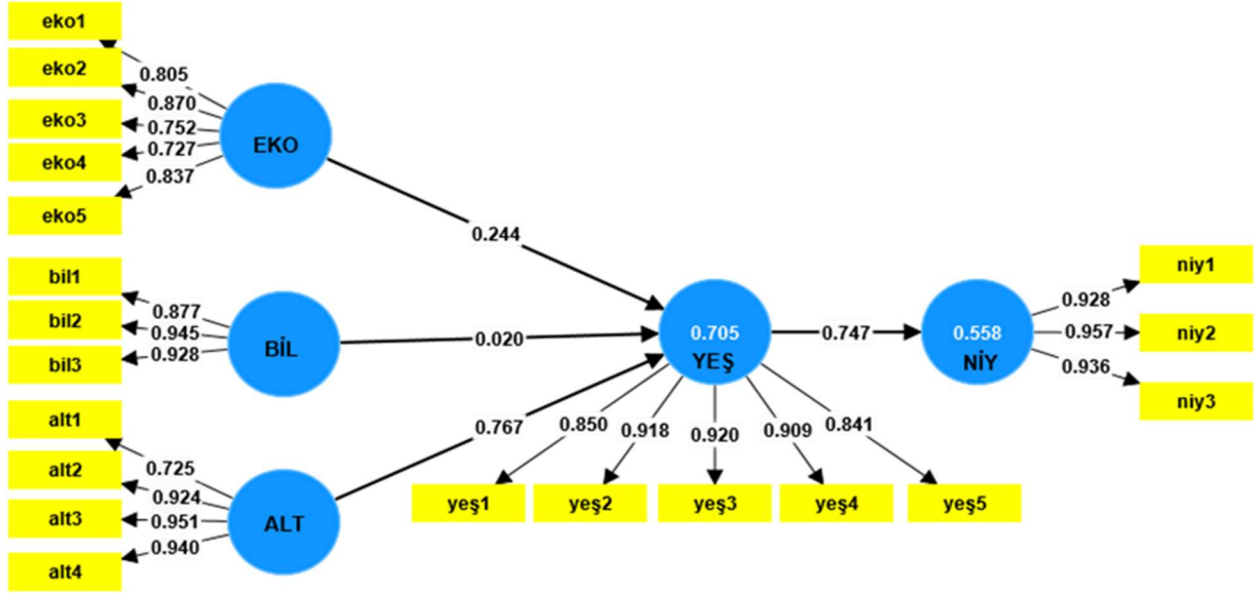 eko1
eko2
eko3
eko4
eko5
0.805
0.870
0.752
0.727
0.837
EKO
0.244
bil1
bil2
bil3
0.877
0.945
0.928
BİL
0.020
alt1
alt2
alt3
alt4
0.725
0.924
0.951
0.940
ALT
0.767
0.705
YEŞ
0.850
0.918
0.920
0.909
0.841
yeş1
yeş2
yeş3
yeş4
yeş5
0.747
0.558
NİY
0.928
0.957
0.936
niy1
niy2
niy3